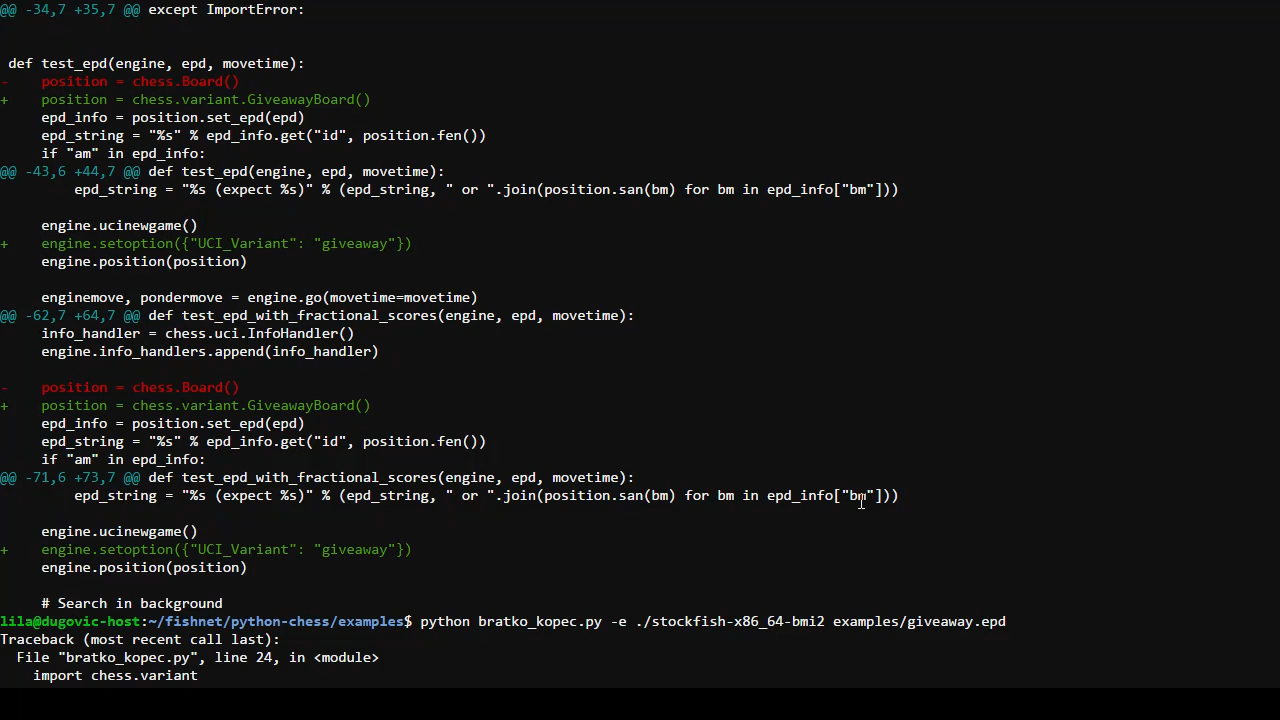 @@ -34,7 +35,7 @@ except ImportError:
 def test_epd(engine, epd, movetime):
-    position = chess.Board()
+    position = chess.variant.GiveawayBoard()
     epd_info = position.set_epd(epd)
     epd_string = "%s" % epd_info.get("id", position.fen())
     if "am" in epd_info:
@@ -43,6 +44,7 @@ def test_epd(engine, epd, movetime):
         epd_string = "%s (expect %s)" % (epd_string, " or ".join(position.san(bm) for bm in epd_info["bm"]))
     engine.ucinewgame()
+    engine.setoption({"UCI_Variant": "giveaway"})
     engine.position(position)
     enginemove, pondermove = engine.go(movetime=movetime)
@@ -62,7 +64,7 @@ def test_epd_with_fractional_scores(engine, epd, movetime):
     info_handler = chess.uci.InfoHandler()
     engine.info_handlers.append(info_handler)
-    position = chess.Board()
+    position = chess.variant.GiveawayBoard()
     epd_info = position.set_epd(epd)
     epd_string = "%s" % epd_info.get("id", position.fen())
     if "am" in epd_info:
@@ -71,6 +73,7 @@ def test_epd_with_fractional_scores(engine, epd, movetime):
         epd_string = "%s (expect %s)" % (epd_string, " or ".join(position.san(bm) for bm in epd_info["bm"]))
     engine.ucinewgame()
+    engine.setoption({"UCI_Variant": "giveaway"})
     engine.position(position)
     # Search in background
lila@dugovic-host:~/fishnet/python-chess/examples$ python bratko_kopec.py -e ./stockfish-x86_64-bmi2 examples/giveaway.epd
Traceback (most recent call last):
  File "bratko_kopec.py", line 24, in <module>
    import chess.variant